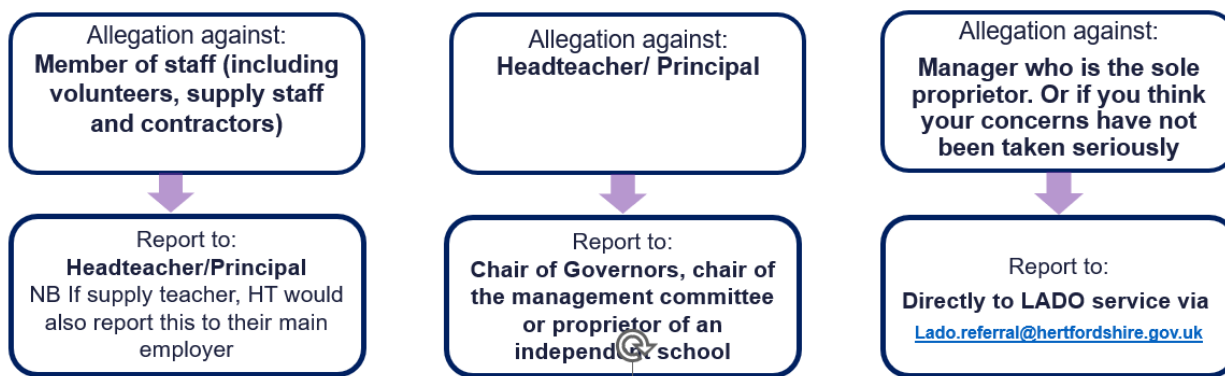 Allegation against:
Member of staff (including
volunteers, supply staff
and contractors)
Report to:
Headteacher/Principal
NB If supply teacher, HT would
also report this to their main
employer
Allegation against:
Headteacher/ Principal
Report to:
Chair of Governors, chair of
the management committee
or proprietor of an
independent school
Allegation against:
Manager who is the sole
proprietor. Or if you think
your concerns have not
been taken seriously
Report to:
Directly to LADO service via
Lado.referral@hertfordshire.gov.uk